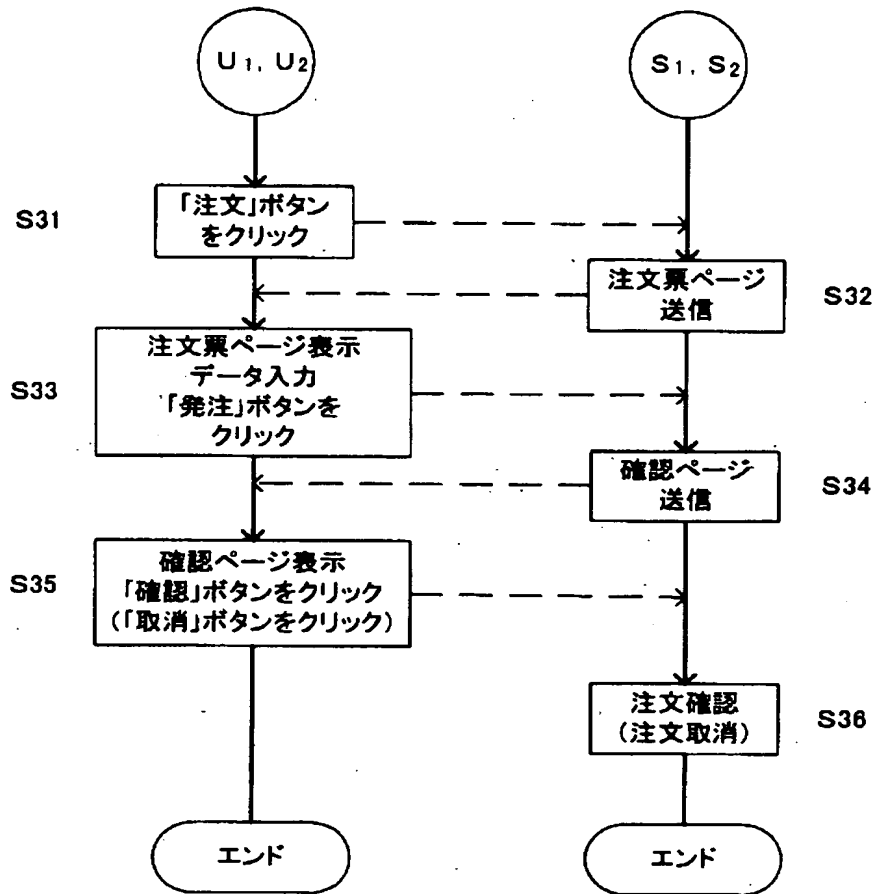 U1, U2
S1, S2
S31
「注文」ボタン
をクリック
注文票ページ
送信
S32
S33
注文票ページ表示
データ入力
「発注」ボタンを
クリック
確認ページ
送信
S34
S35
確認ページ表示
「確認」ボタンをクリック
(「取消」ボタンをクリック)
注文確認
(注文取消)
S36
エンド
エンド